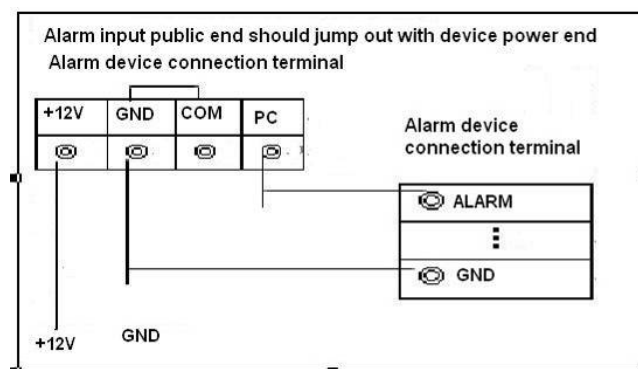 Alarm input public end should jump out with device power end
Alarm device connection terminal
+12V GND COM PC
Alarm device
connection terminal
ALARM
GND
+12V GND